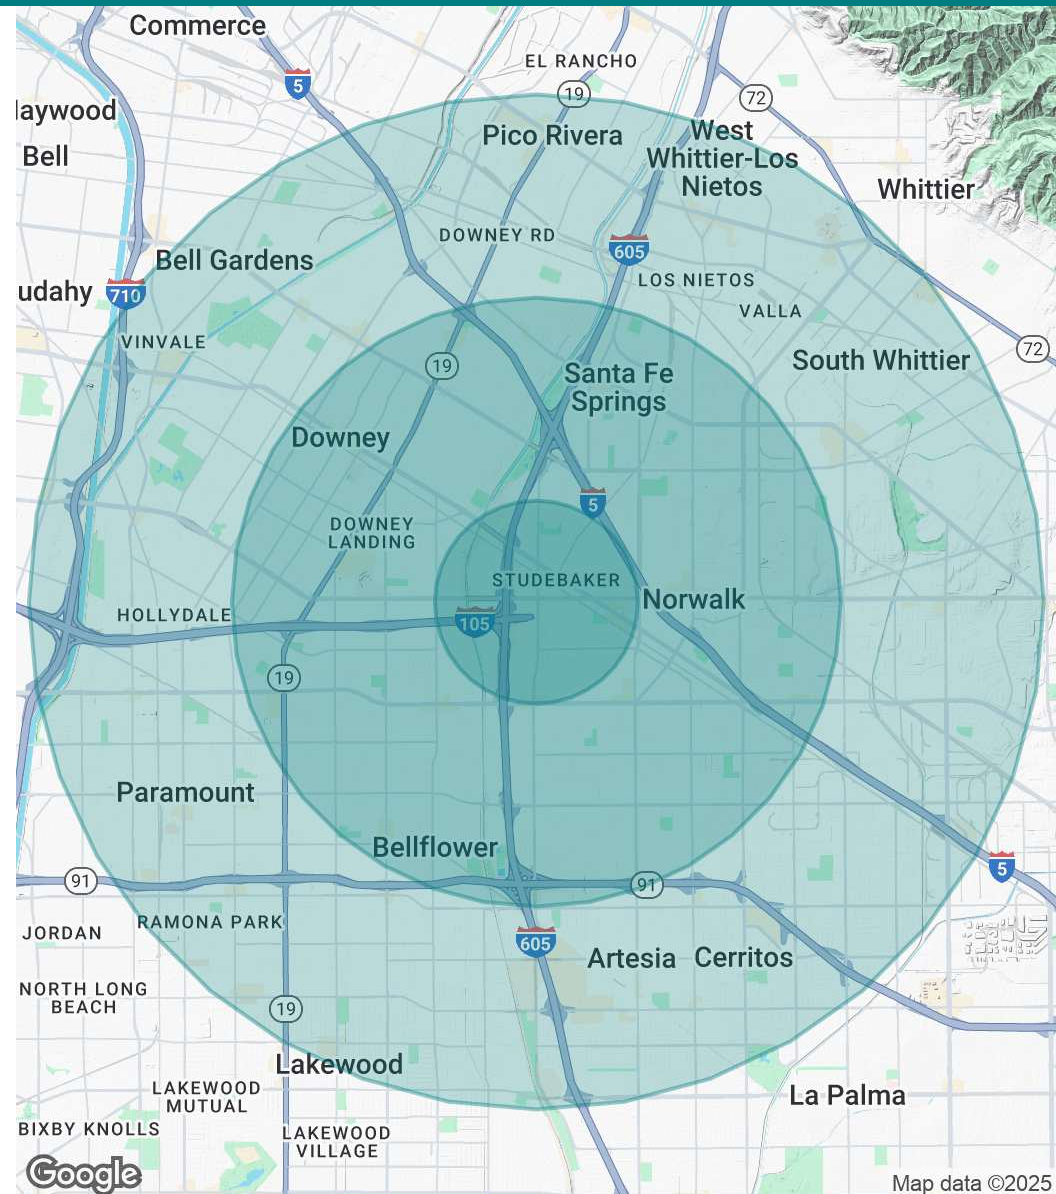 Commerce
EL RANCHO
5
19
72
laywood
Pico Rivera
West
Whittier-Los
Nietos
Bell
Whittier
DOWNEY RD
605
Bell Gardens
LOS NIETOS
udahy
710
VALLA
VINVALE
72
19
South Whittier
Santa Fe
Springs
Downey
5
DOWNEY
LANDING
STUDEBAKER
Norwalk
HOLLYDALE
105
19
Paramount
Bellflower
5
91
91
RAMONA PARK
JORDAN
605
Artesia
Cerritos
NORTH LONG
BEACH
19
Lakewood
LAKEWOOD
MUTUAL
La Palma
BIXBY KNOLLS
LAKEWOOD
VILLAGE
Google
Map data ©2025